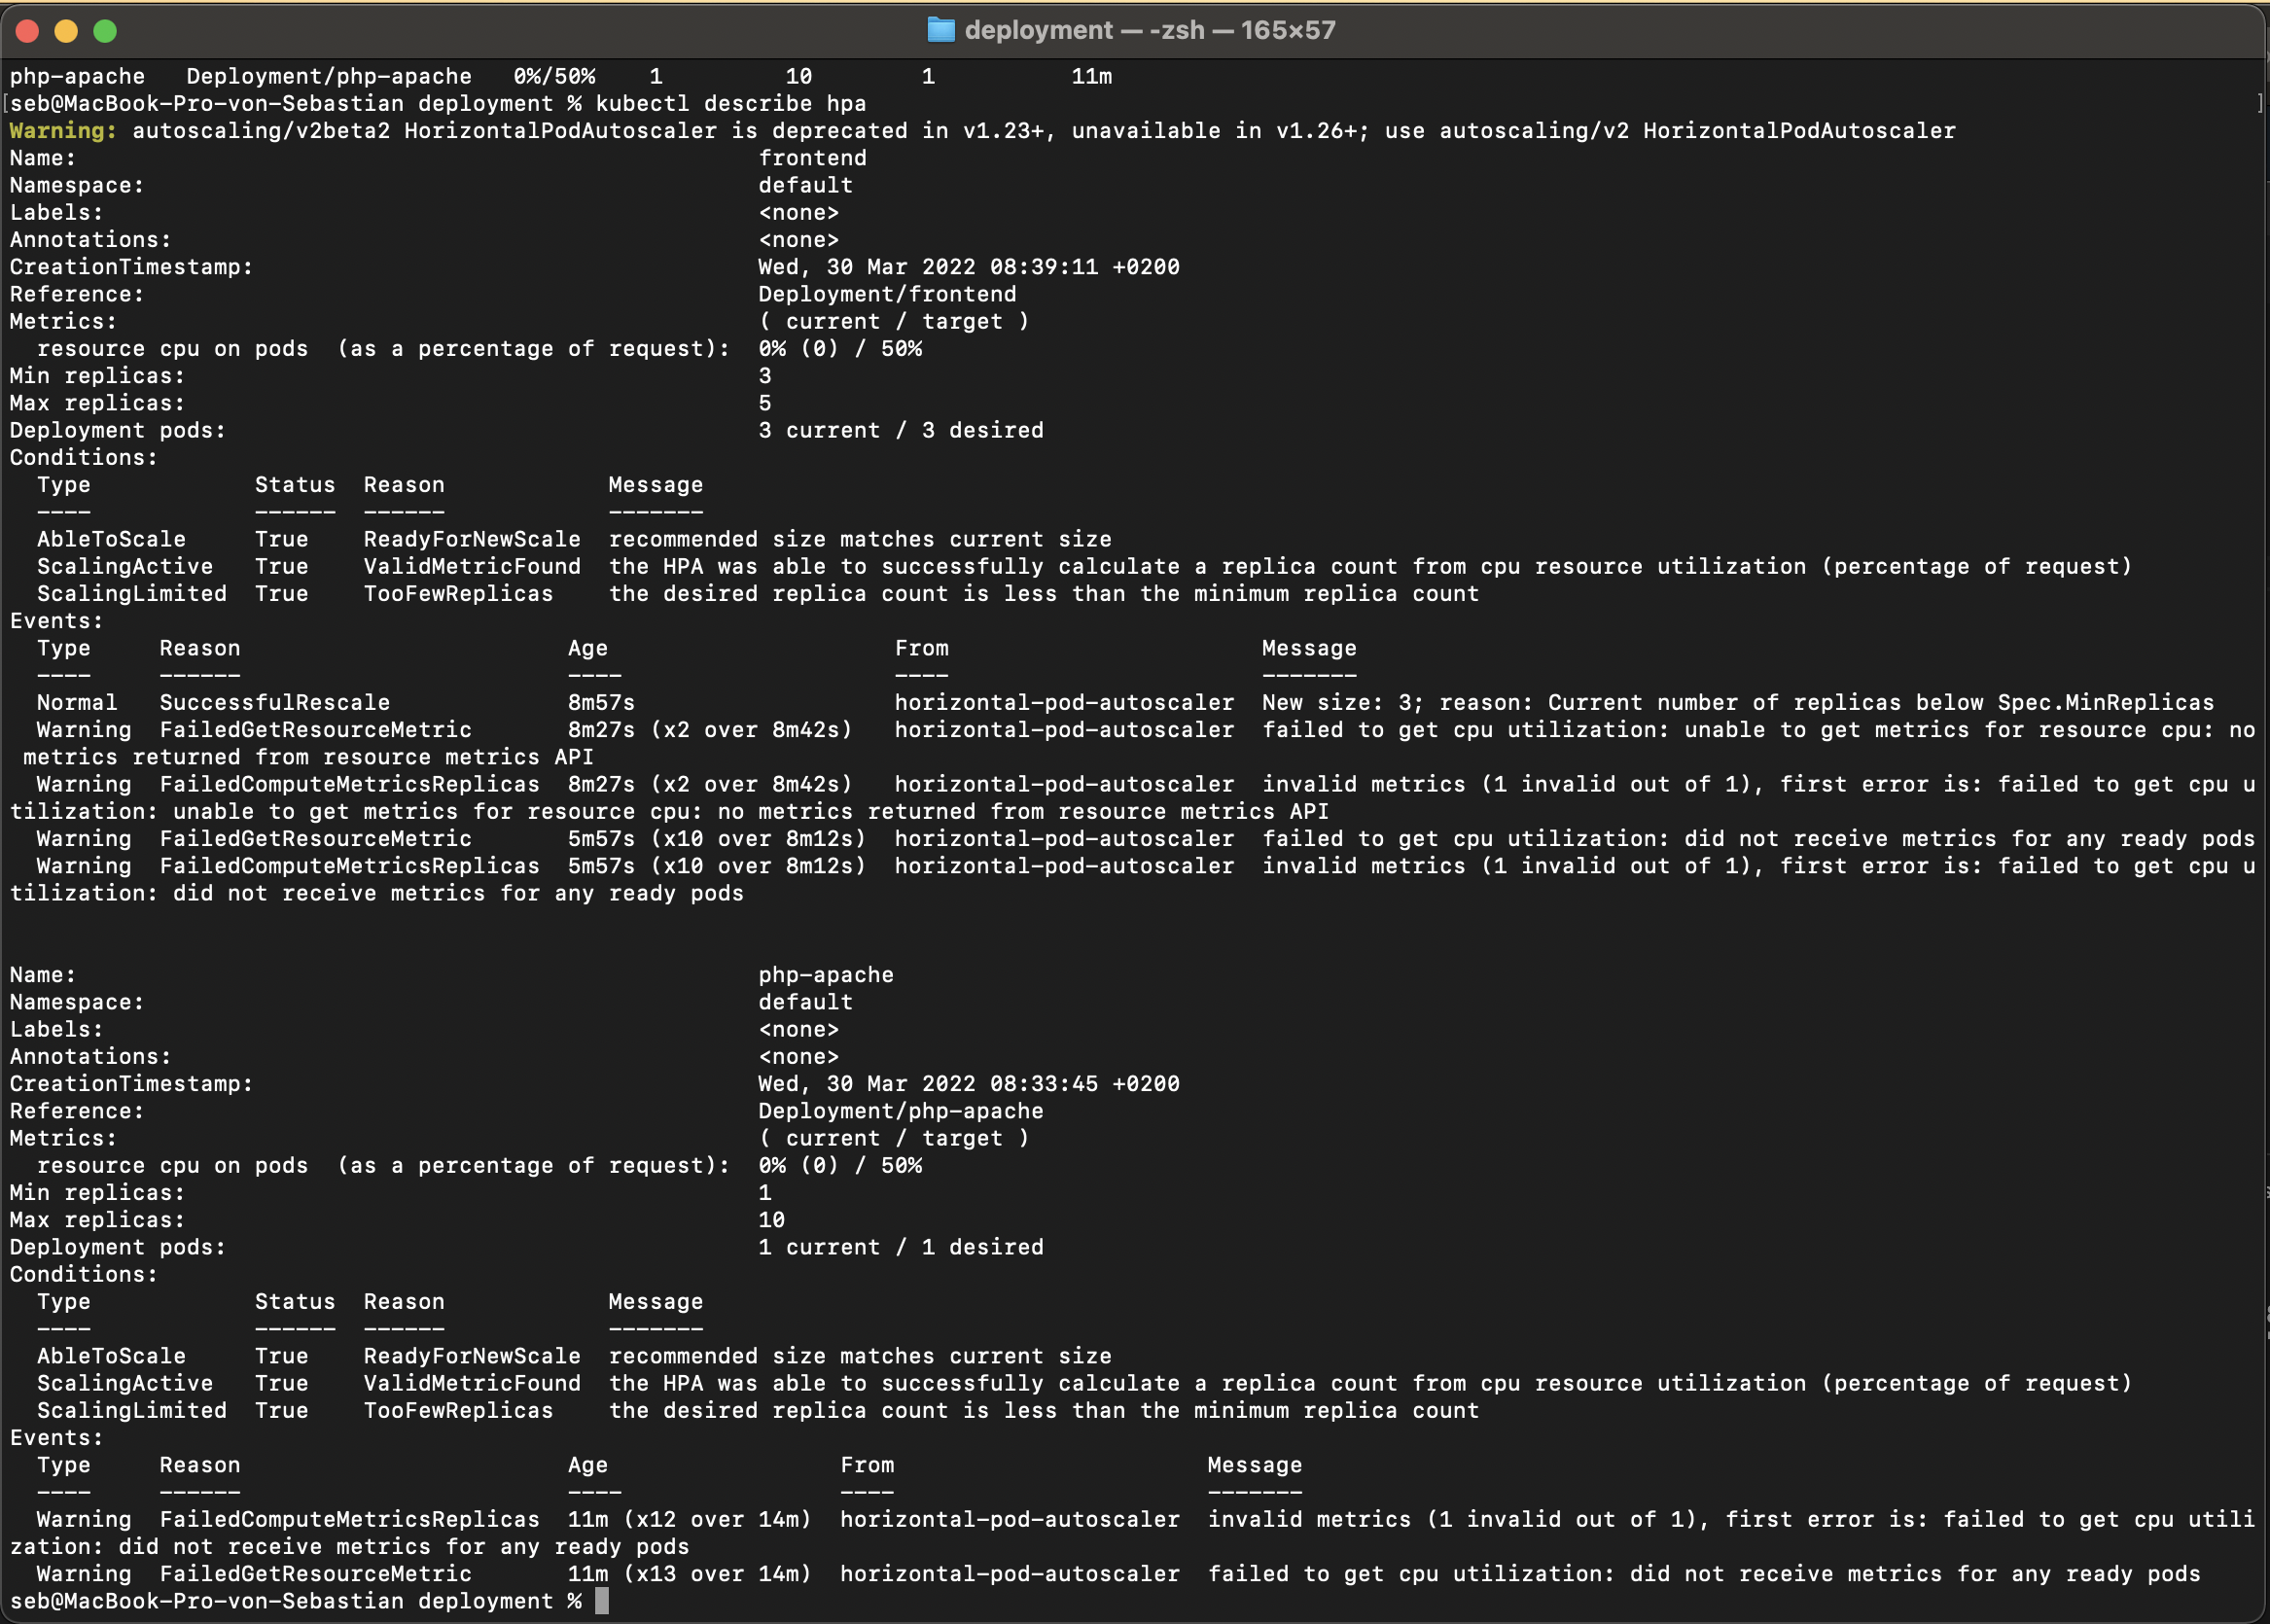 deployment — -zsh — 165×57
php-apache   Deployment/php-apache   0%/50%    1         10        1          11m
[seb@MacBook-Pro-von-Sebastian deployment % kubectl describe hpa ]
Warning: autoscaling/v2beta2 HorizontalPodAutoscaler is deprecated in v1.23+, unavailable in v1.26+; use autoscaling/v2 HorizontalPodAutoscaler
Name:                                                  frontend
Namespace:                                             default
Labels:                                                <none>
Annotations:                                           <none>
CreationTimestamp:                                     Wed, 30 Mar 2022 08:39:11 +0200
Reference:                                             Deployment/frontend
Metrics:                                               ( current / target )
  resource cpu on pods  (as a percentage of request):  0% (0) / 50%
Min replicas:                                          3
Max replicas:                                          5
Deployment pods:                                       3 current / 3 desired
Conditions:
  Type            Status  Reason            Message
  ----            ------  ------            -------
  AbleToScale     True    ReadyForNewScale  recommended size matches current size
  ScalingActive   True    ValidMetricFound  the HPA was able to successfully calculate a replica count from cpu resource utilization (percentage of request)
  ScalingLimited  True    TooFewReplicas    the desired replica count is less than the minimum replica count
Events:
  Type     Reason                        Age                     From                       Message
  ----     ------                        ----                    ----                       -------
  Normal   SuccessfulRescale             8m57s                   horizontal-pod-autoscaler  New size: 3; reason: Current number of replicas below Spec.MinReplicas
  Warning  FailedGetResourceMetric       8m27s (x2 over 8m42s)   horizontal-pod-autoscaler  failed to get cpu utilization: unable to get metrics for resource cpu: no
 metrics returned from resource metrics API
  Warning  FailedComputeMetricsReplicas  8m27s (x2 over 8m42s)   horizontal-pod-autoscaler  invalid metrics (1 invalid out of 1), first error is: failed to get cpu u
tilization: unable to get metrics for resource cpu: no metrics returned from resource metrics API
  Warning  FailedGetResourceMetric       5m57s (x10 over 8m12s)  horizontal-pod-autoscaler  failed to get cpu utilization: did not receive metrics for any ready pods
  Warning  FailedComputeMetricsReplicas  5m57s (x10 over 8m12s)  horizontal-pod-autoscaler  invalid metrics (1 invalid out of 1), first error is: failed to get cpu u
tilization: did not receive metrics for any ready pods
Name:                                                  php-apache
Namespace:                                             default
Labels:                                                <none>
Annotations:                                           <none>
CreationTimestamp:                                     Wed, 30 Mar 2022 08:33:45 +0200
Reference:                                             Deployment/php-apache
Metrics:                                               ( current / target )
  resource cpu on pods  (as a percentage of request):  0% (0) / 50%
Min replicas:                                          1
Max replicas:                                          10
Deployment pods:                                       1 current / 1 desired
Conditions:
  Type            Status  Reason            Message
  ----            ------  ------            -------
  AbleToScale     True    ReadyForNewScale  recommended size matches current size
  ScalingActive   True    ValidMetricFound  the HPA was able to successfully calculate a replica count from cpu resource utilization (percentage of request)
  ScalingLimited  True    TooFewReplicas    the desired replica count is less than the minimum replica count
Events:
  Type     Reason                        Age                 From                       Message
  ----     ------                        ----                ----                       -------
  Warning  FailedComputeMetricsReplicas  11m (x12 over 14m)  horizontal-pod-autoscaler  invalid metrics (1 invalid out of 1), first error is: failed to get cpu utili
zation: did not receive metrics for any ready pods
  Warning  FailedGetResourceMetric       11m (x13 over 14m)  horizontal-pod-autoscaler  failed to get cpu utilization: did not receive metrics for any ready pods
seb@MacBook-Pro-von-Sebastian deployment %